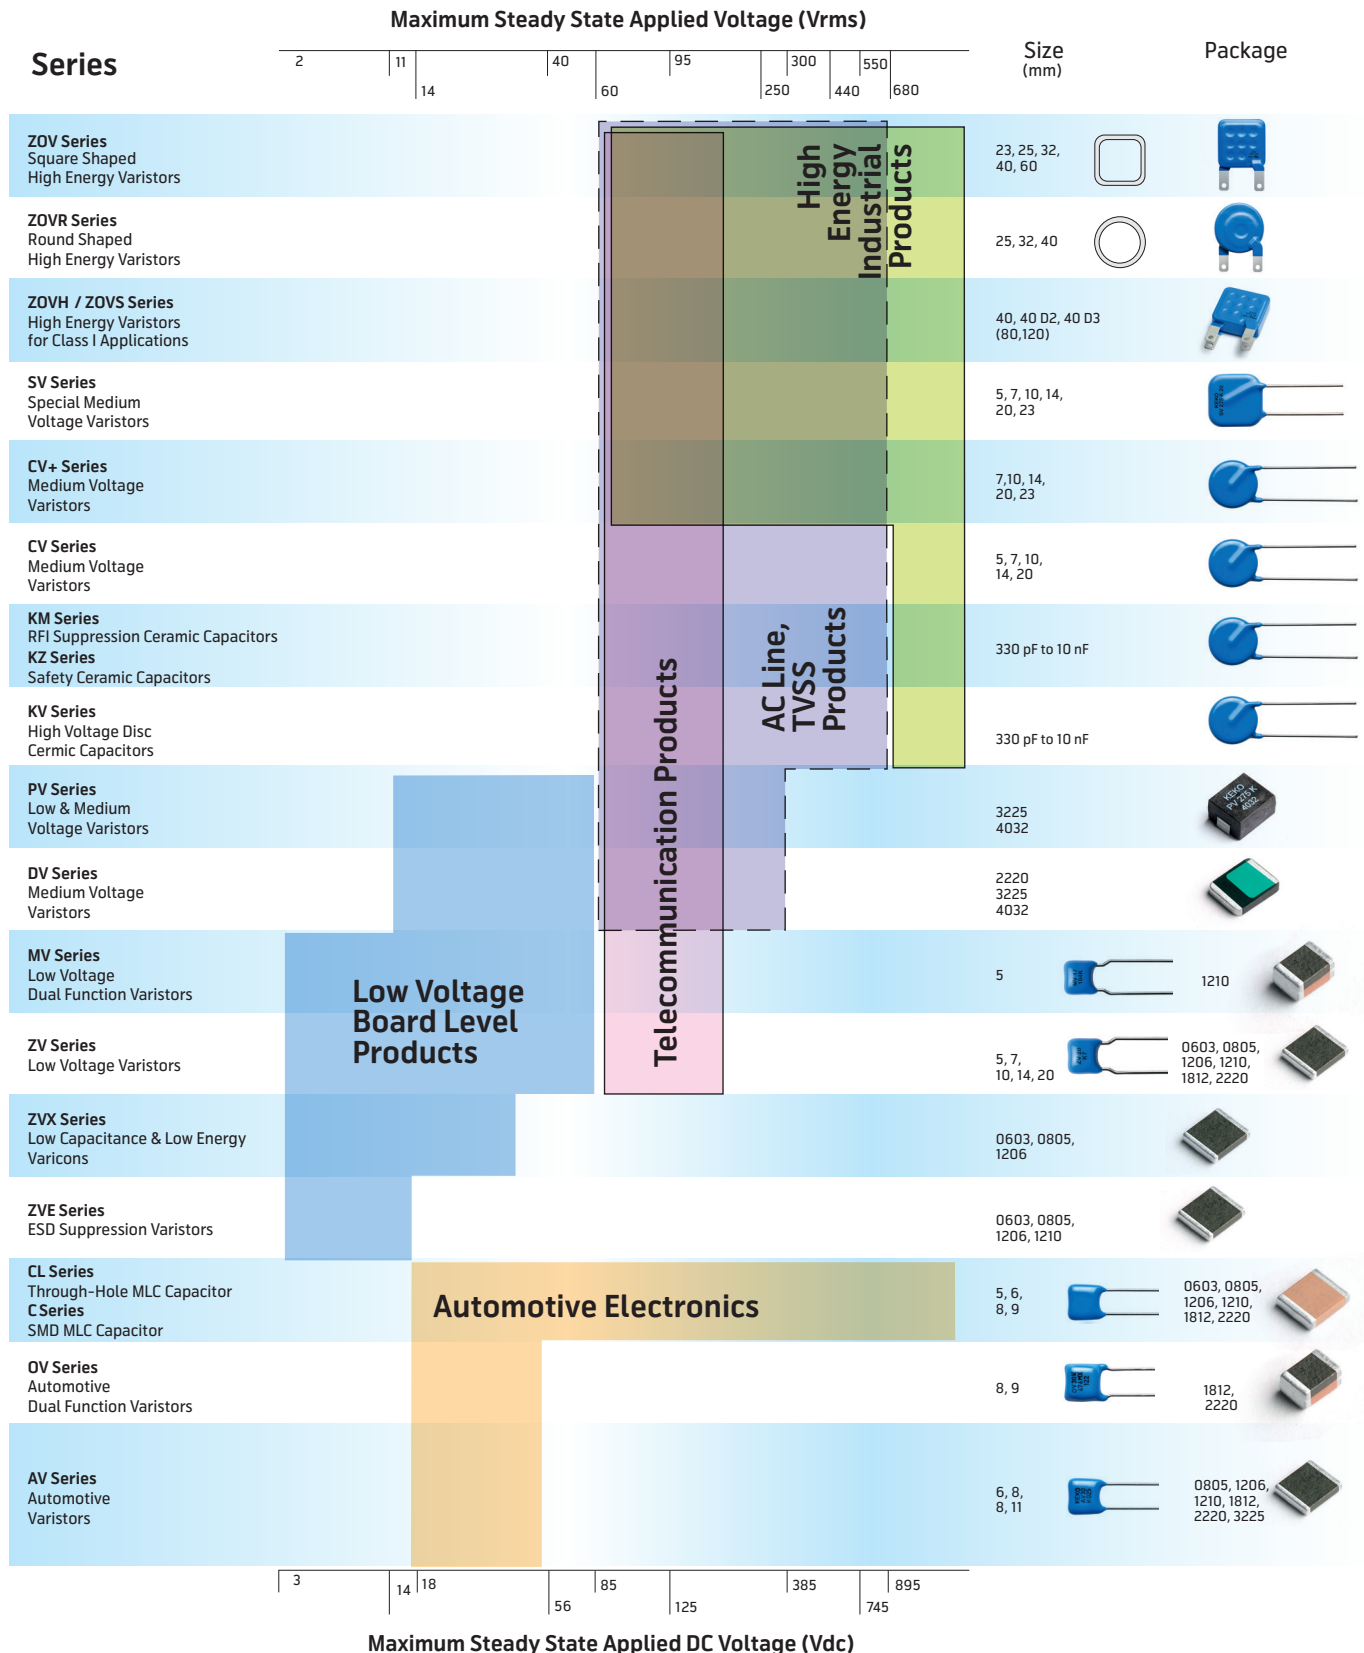 Maximum Steady State Applied Voltage (Vrms)
Series
2
11
14
40
60
95
250
300
440
550
680
Size
(mm)
Package
ZOV Series
Square Shaped
High Energy Varistors
23, 25, 32,
40, 60
ZOVR Series
Round Shaped
High Energy Varistors
25, 32, 40
ZOVH / ZOVS Series
High Energy Varistors
for Class I Applications
40, 40 D2, 40 D3
(80,120)
SV Series
Special Medium
Voltage Varistors
5, 7, 10, 14,
20, 23
CV+ Series
Medium Voltage
Varistors
7,10, 14,
20, 23
CV Series
Medium Voltage
Varistors
5, 7, 10,
14, 20
KM Series
RFI Suppression Ceramic Capacitors
KZ Series
Safety Ceramic Capacitors
330 pF to 10 nF
KV Series
High Voltage Disc
Cermic Capacitors
330 pF to 10 nF
PV Series
Low & Medium
Voltage Varistors
3225
4032
KEKO
PV 275 K
4032
DV Series
Medium Voltage
Varistors
2220
3225
4032
MV Series
Low Voltage
Dual Function Varistors
5
1210
ZV Series
Low Voltage Varistors
5, 7,
10, 14, 20
0603, 0805,
1206, 1210,
1812, 2220
ZVX Series
Low Capacitance & Low Energy
Varicons
0603, 0805,
1206
ZVE Series
ESD Suppression Varistors
0603, 0805,
1206, 1210
CL Series
Through-Hole MLC Capacitor
C Series
SMD MLC Capacitor
5, 6,
8, 9
0603, 0805,
1206, 1210,
1812, 2220
OV Series
Automotive
Dual Function Varistors
8, 9
1812,
2220
AV Series
Automotive
Varistors
6, 8,
8, 11
0805, 1206,
1210, 1812,
2220, 3225
High
Energy
Industrial
Products
AC Line,
TVSS
Products
Telecommunication Products
Low Voltage
Board Level
Products
Automotive Electronics
3
14
18
56
85
125
385
745
895
Maximum Steady State Applied DC Voltage (Vdc)